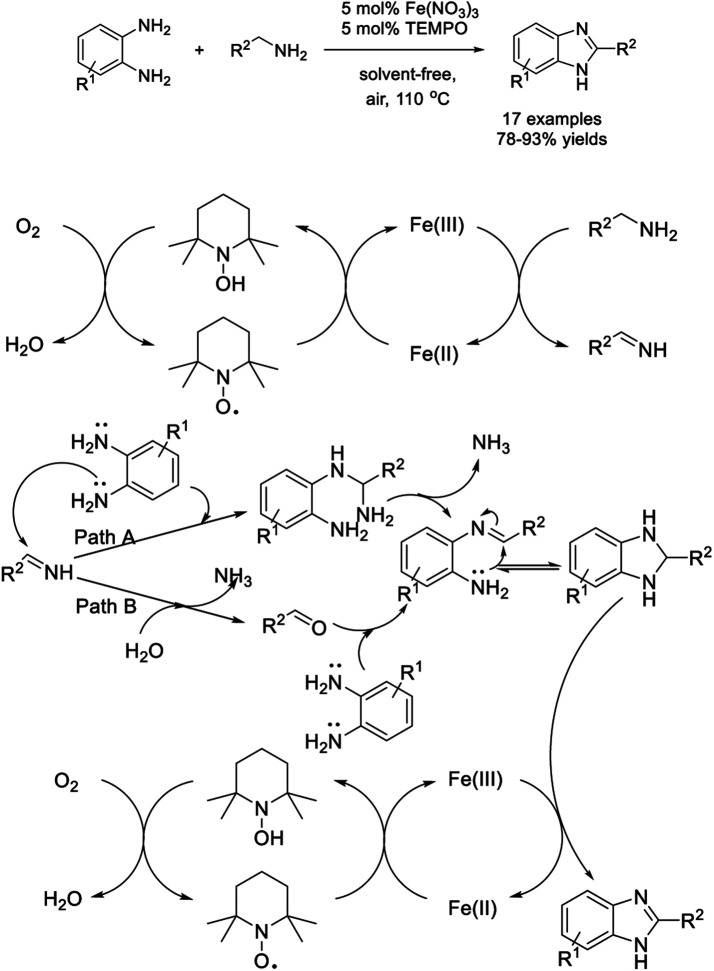 5 mol% Fe(NO3)3
5 mol% TEMPO
NH2
NH2
R1
+
R2
NH2
solvent-free,
air, 110 oC
N
R2
R1
N
H
17 examples
78-93% yields
O2
N
OH
Fe(III)
R2
NH2
H2O
N
O.
Fe(II)
R2
NH
H2N
R1
H2N
H
N
R2
NH3
R1
NH2
NH2
Path A
R2
NH
Path B
NH3
H2O
R2
O
N
R2
R1
NH2
H
N
R2
R1
N
H
H2N
R1
H2N
O2
N
OH
Fe(III)
H2O
N
O.
Fe(II)
N
R2
R1
N
H